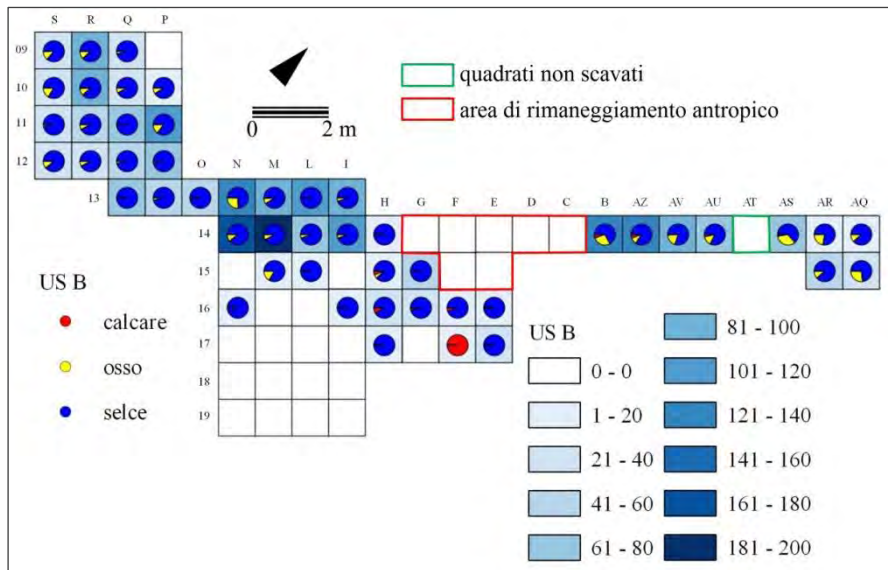 S R Q P
09
10
11
12
O N M L I
13
H G F E D C B AZ AV AU AT AS AR AQ
14
15
16
17
18
19
0 2 m
quadrati non scavati
area di rimaneggiamento antropico
US B
calcare
osso
selce
US B
0 - 0
1 - 20
21 - 40
41 - 60
61 - 80
81 - 100
101 - 120
121 - 140
141 - 160
161 - 180
181 - 200